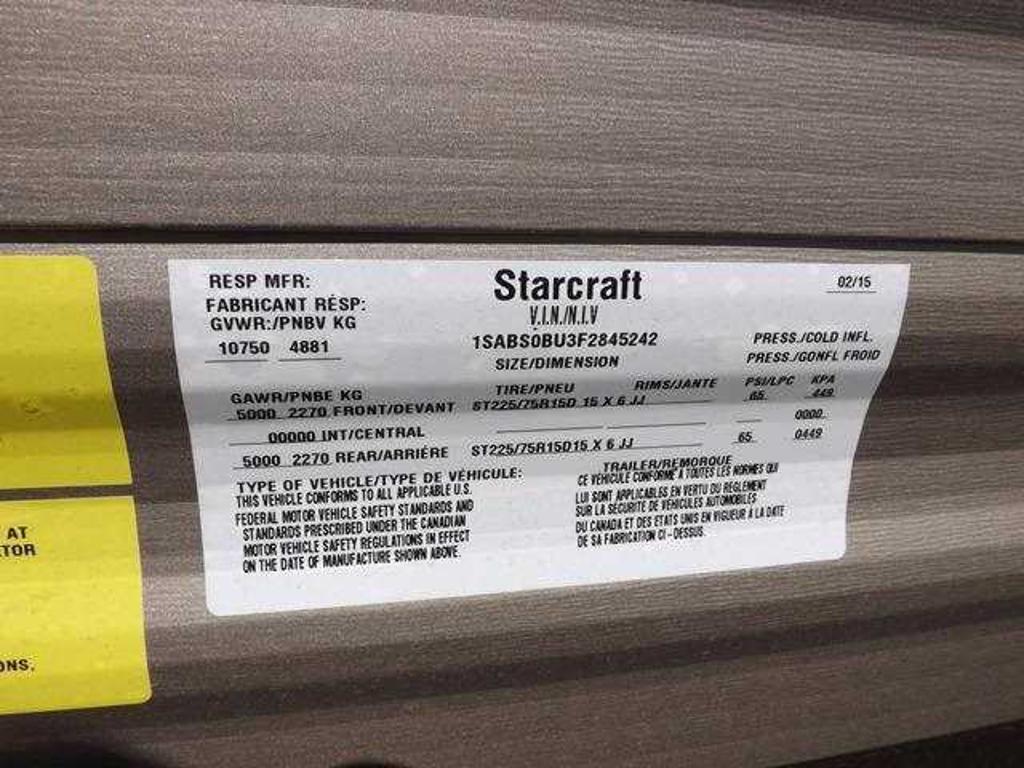 RESP MFR: Starcraft 02/15
FABRICANT RÉSP: V.I.N./N.I.V
GVWR:/PNBV KG 1SABS0BU3F2845242 PRESS./COLD INFL.
10750 4881 SIZE/DIMENSION PRESS./GONFL FROID
GAWR/PNBE KG TIRE/PNEU RIMS/JANTE PSI/LPC KPA
5000 2270 FRONT/DEVANT ST225/75R15D 15 X 6 JJ 65 449
00000 INT/CENTRAL 0000
5000 2270 REAR/ARRIÉRE ST225/75R15D15 X 6 JJ 65 0449
TYPE OF VEHICLE/TYPE DE VÉHICULE: TRAILER/REMORQUE
THIS VEHICLE CONFORMS TO ALL APPLICABLE U.S.
FEDERAL MOTOR VEHICLE SAFETY STANDARDS AND
STANDARDS PRESCRIBED UNDER THE CANADIAN
MOTOR VEHICLE SAFETY REGULATIONS IN EFFECT
ON THE DATE OF MANUFACTURE SHOWN ABOVE.
CE VÉHICULE CONFORME A TOUTES LES NORMES QUI
LUI SONT APPLICABLES EN VERTU DU REGLEMENT
SUR LA SÉCURITÉ DE VÉHICULES AUTOMOBILES
DU CANADA ET DES ETATS UNIS EN VIGUEUR À LA DATE
DE SA FABRICATION CI-DESSUS.
AT
TOR
ONS.